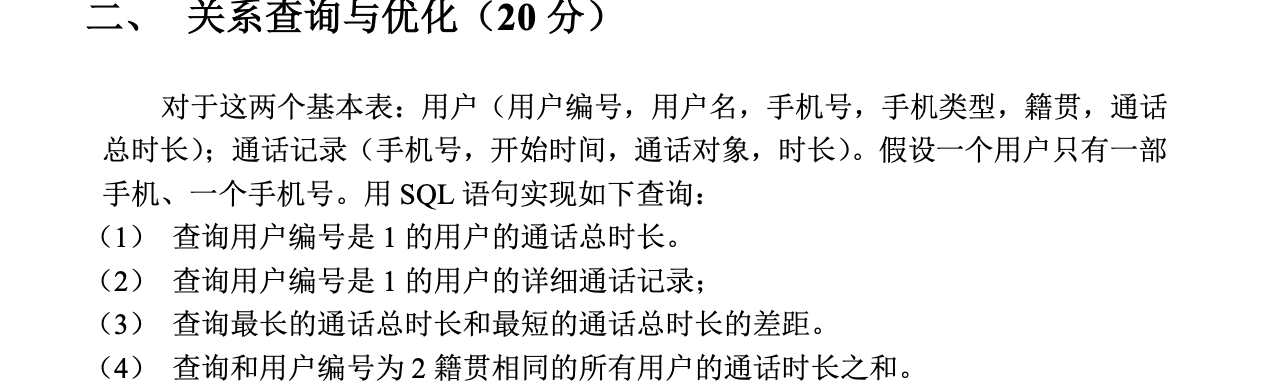 二、 关系查询与优化（20 分）
对于这两个基本表：用户（用户编号，用户名，手机号，手机类型，籍贯，通话
总时长）；通话记录（手机号，开始时间，通话对象，时长）。假设一个用户只有一部
手机、一个手机号。用 SQL 语句实现如下查询：
（1） 查询用户编号是 1 的用户的通话总时长。
（2） 查询用户编号是 1 的用户的详细通话记录；
（3） 查询最长的通话总时长和最短的通话总时长的差距。
（4） 查询和用户编号为 2 籍贯相同的所有用户的通话时长之和。